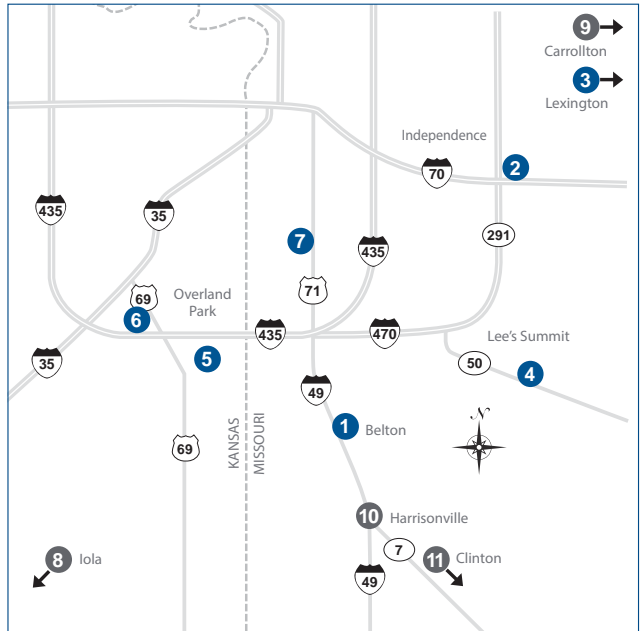 9
Carrollton
3
Lexington
Independence
70
2
435
35
291
7
435
69
Overland
Park
71
6
435
470
5
Lee's Summit
35
50
4
49
1
Belton
N
69
KANSAS
MISSOURI
10
Harrisonville
8
Iola
7
11
Clinton
49